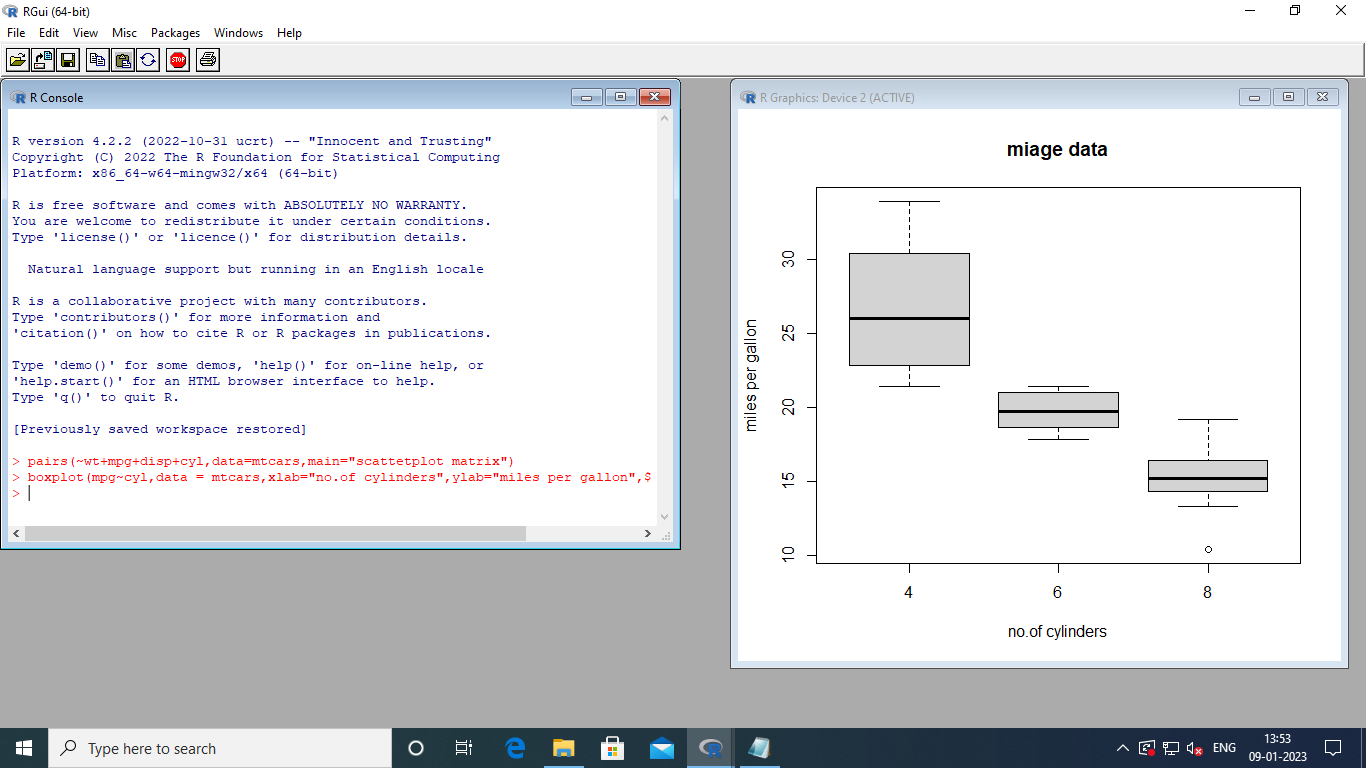 RGui (64-bit)
File Edit View Misc Packages Windows Help
STOP
R Console
R version 4.2.2 (2022-10-31 ucrt) -- "Innocent and Trusting"
Copyright (C) 2022 The R Foundation for Statistical Computing
Platform: x86_64-w64-mingw32/x64 (64-bit)
R is free software and comes with ABSOLUTELY NO WARRANTY.
You are welcome to redistribute it under certain conditions.
Type 'license()' or 'licence()' for distribution details.
Natural language support but running in an English locale
R is a collaborative project with many contributors.
Type 'contributors()' for more information and
'citation()' on how to cite R or R packages in publications.
Type 'demo()' for some demos, 'help()' for on-line help, or
'help.start()' for an HTML browser interface to help.
Type 'q()' to quit R.
[Previously saved workspace restored]
> pairs(~wt+mpg+disp+cyl,data=mtcars,main="scattetplot matrix")
> boxplot(mpg~cyl,data = mtcars,xlab="no.of cylinders",ylab="miles per gallon",$
>
R Graphics: Device 2 (ACTIVE)
miage data
miles per gallon
30
25
20
15
10
4 6 8
no.of cylinders
Type here to search
ENG
13:53
09-01-2023